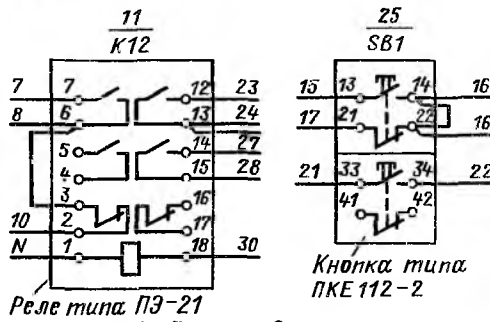 11
К12
25
SB1
7 7 12 23
8 6 13 24
5 14 27
4 15 28
3 16
10 2 17
N 1 18 30
15 13 14 16
17 21 22 16
21 33 34 22
41 42
Реле типа ПЭ-21
Кнопка типа
ПКЕ 112-2